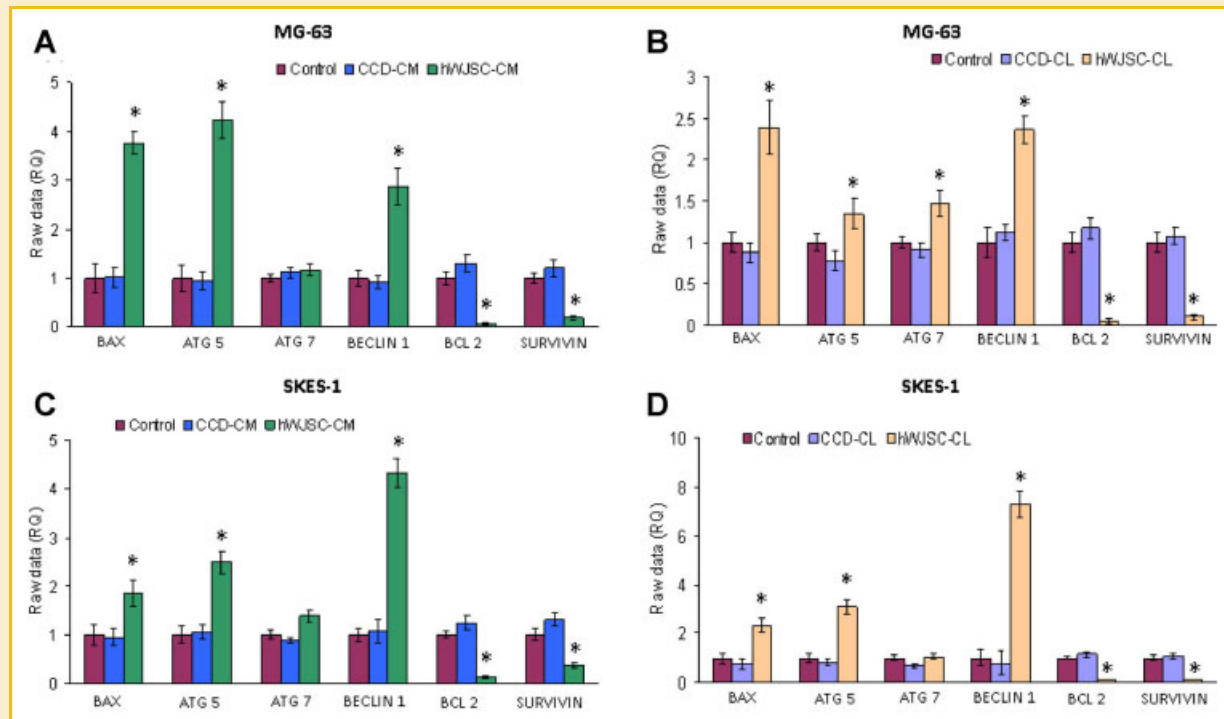 A
MG-63
Control CCD-CM hWJSC-CM
Raw data (RQ)
5
4
3
2
1
0
* * * * *
BAX ATG 5 ATG 7 BECLIN 1 BCL 2 SURVIVIN
B
MG-63
Control CCD-CL hWJSC-CL
Raw data (RQ)
3
2.5
2
1.5
1
0.5
0
* * * * * *
BAX ATG 5 ATG 7 BECLIN 1 BCL 2 SURVIVIN
C
SKES-1
Control CCD-CM hWJSC-CM
Raw data (RQ)
5
4
3
2
1
0
* * * * *
BAX ATG 5 ATG 7 BECLIN 1 BCL 2 SURVIVIN
D
SKES-1
Control CCD-CL hWJSC-CL
Raw data (RQ)
10
8
6
4
2
0
* * * * *
BAX ATG 5 ATG 7 BECLIN 1 BCL 2 SURVIVIN